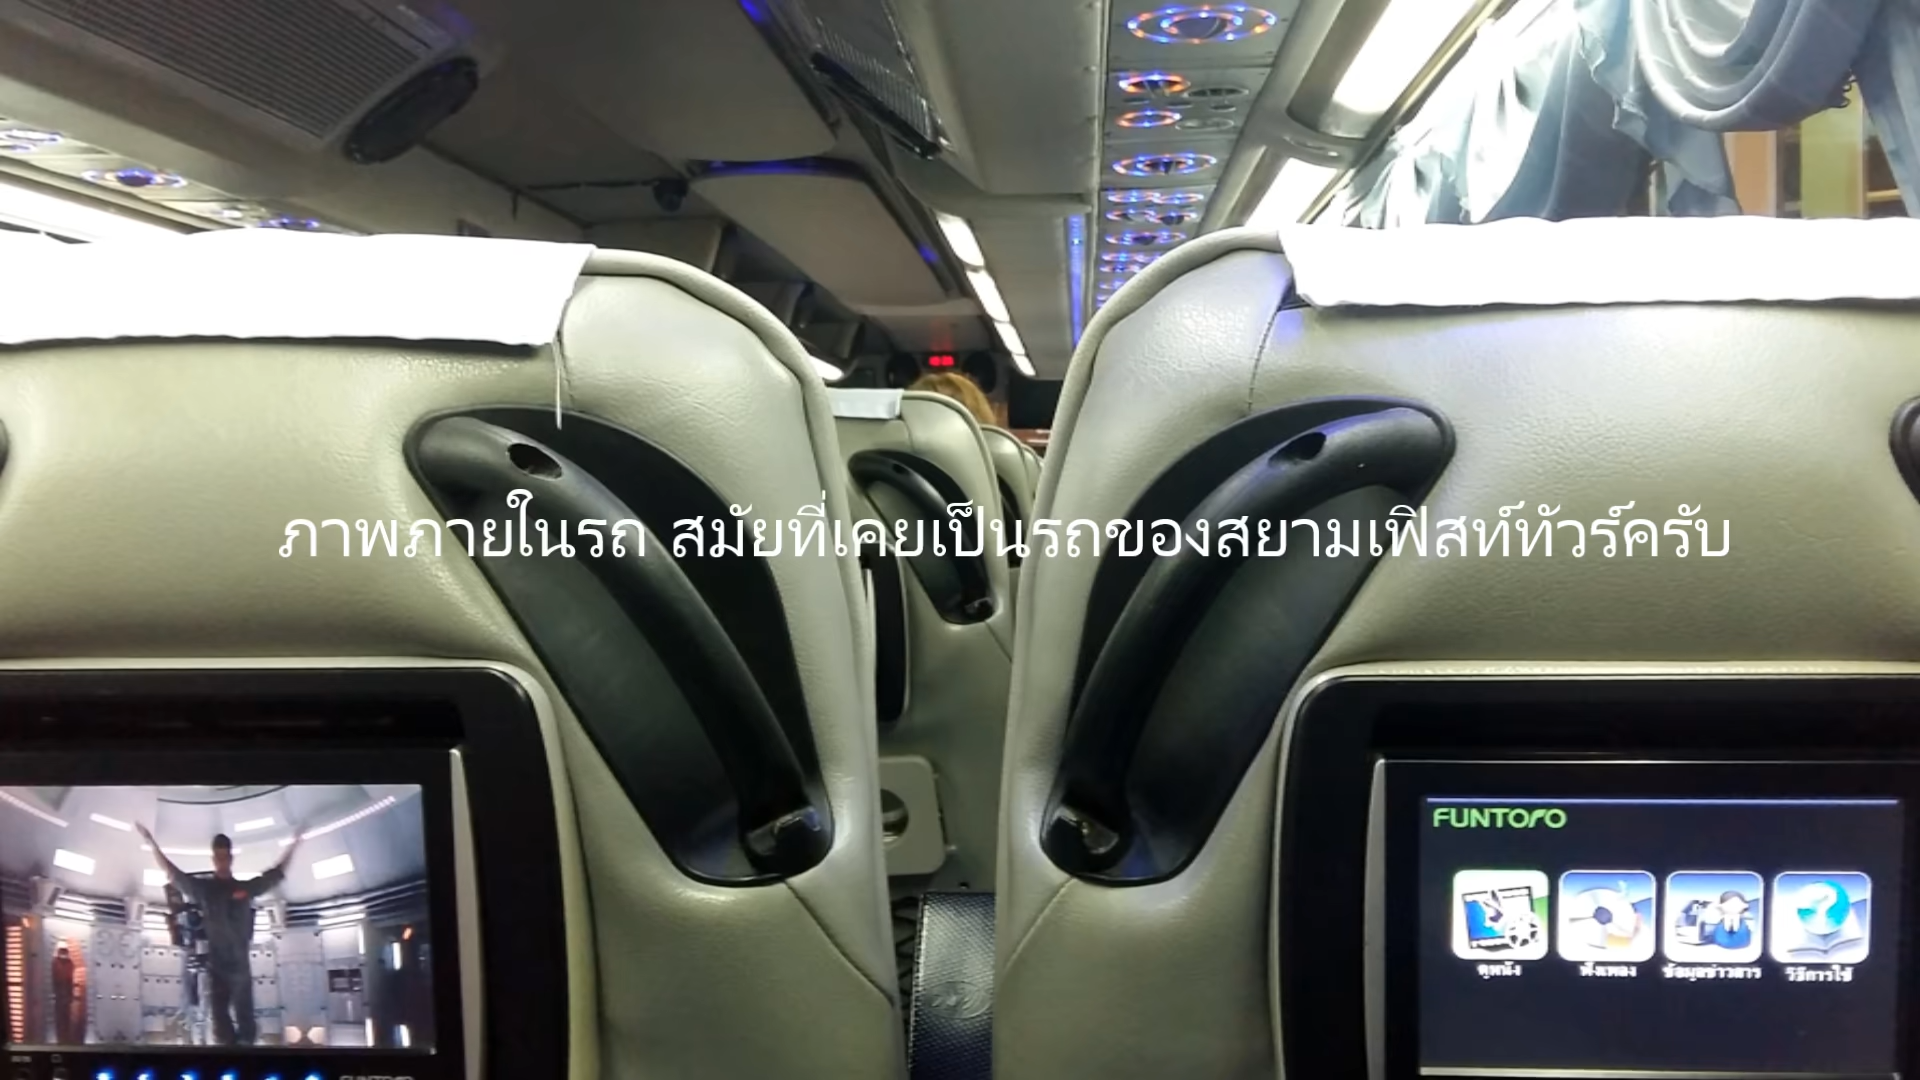 ภาพภายในรถ สมัยที่เคยเป็นรถของสยามเฟิสท์ทัวร์ครับ
FUNTORO
ดูหนัง ฟังเพลง ข้อมูลข่าวสาร วิธีการใช้
FUNTORO